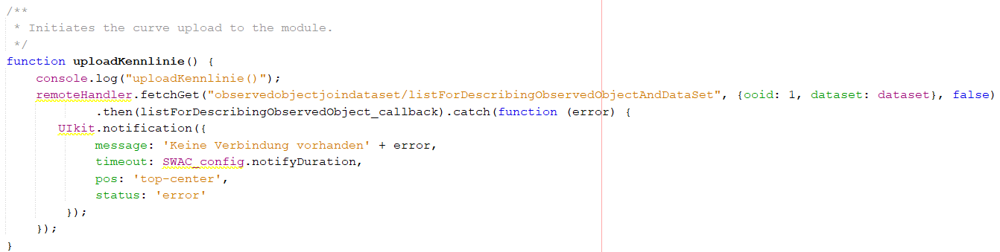 /**
 * Initiates the curve upload to the module.
 */
function uploadKennlinie() {
    console.log("uploadKennlinie()");
    remoteHandler.fetchGet("observedobjectjoindataset/listForDescribingObservedObjectAndDataSet", {ooid: 1, dataset: dataset}, false)
            .then(listForDescribingObservedObject_callback).catch(function (error) {
       UIkit.notification({
            message: 'Keine Verbindung vorhanden' + error,
            timeout: SWAC_config.notifyDuration,
            pos: 'top-center',
            status: 'error'
        });
    });
}